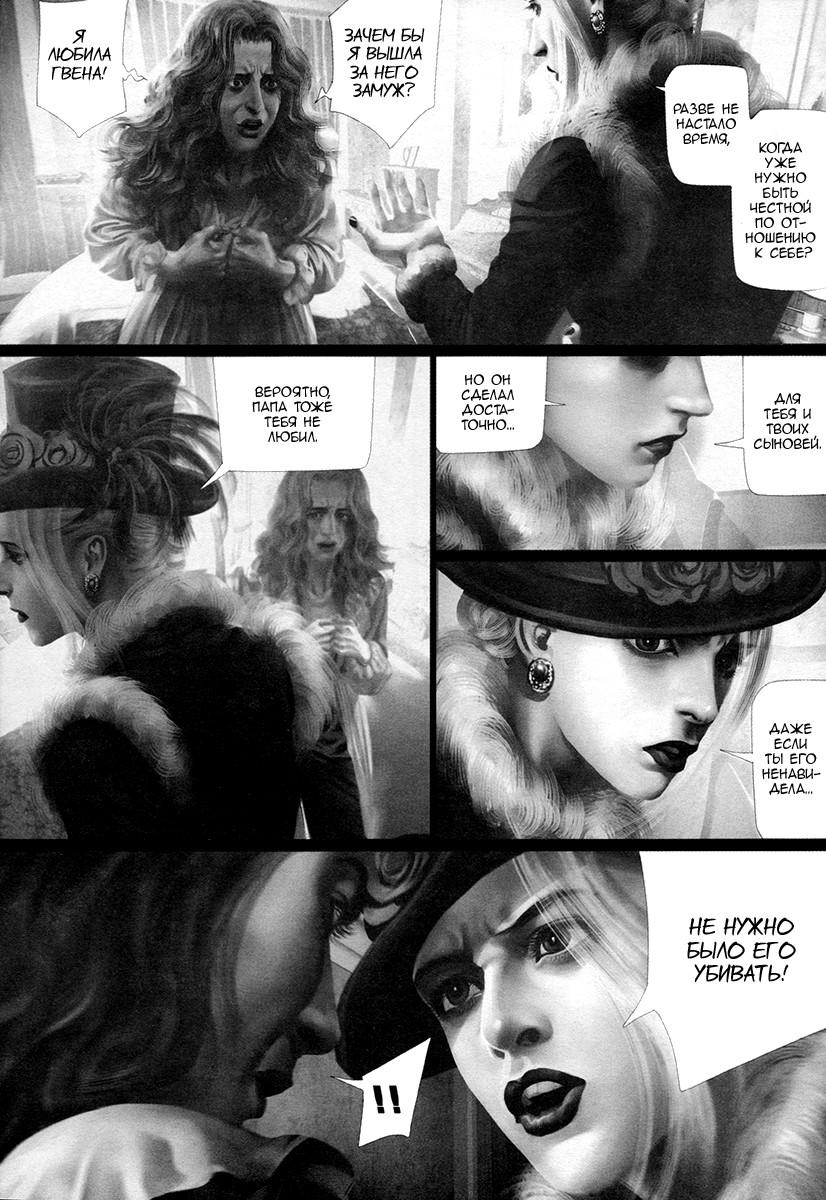 Я
ЛЮБИЛА
ГВЕНА!
ЗАЧЕМ БЫ
Я ВЫШЛА
ЗА НЕГО
ЗАМУЖ?
РАЗВЕ НЕ
НАСТАЛО
ВРЕМЯ,
КОГДА
УЖЕ
НУЖНО
БЫТЬ
ЧЕСТНОЙ
ПО ОТ-
НОШЕНИЮ
К СЕБЕ?
ВЕРОЯТНО,
ПАПА ТОЖЕ
ТЕБЯ НЕ
ЛЮБИЛ.
НО ОН
СДЕЛАЛ
ДОСТА-
ТОЧНО...
ДЛЯ
ТЕБЯ И
ТВОИХ
СЫНОВЕЙ.
ДАЖЕ
ЕСЛИ
ТЫ ЕГО
НЕНАВИ-
ДЕЛА...
НЕ НУЖНО
БЫЛО ЕГО
УБИВАТЬ!
!!